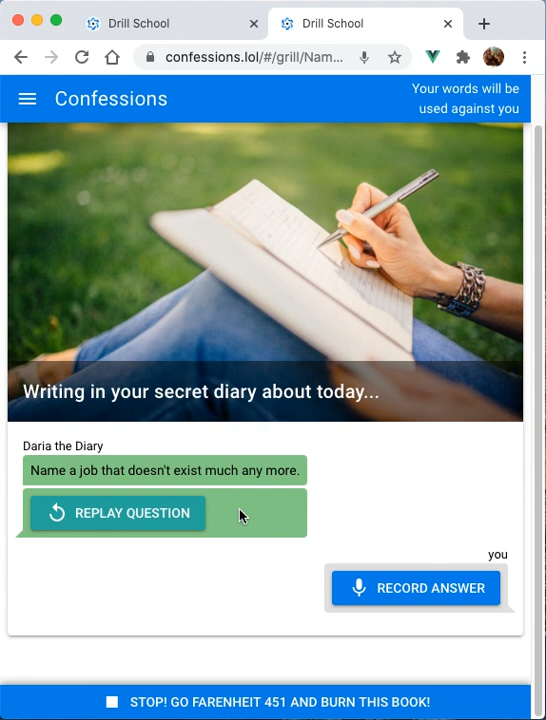 Drill School
Drill School
confessions.lol/#/grill/Nam...
Confessions
Your words will be
used against you
Writing in your secret diary about today...
Daria the Diary
Name a job that doesn't exist much any more.
REPLAY QUESTION
you
RECORD ANSWER
STOP! GO FARENHEIT 451 AND BURN THIS BOOK!